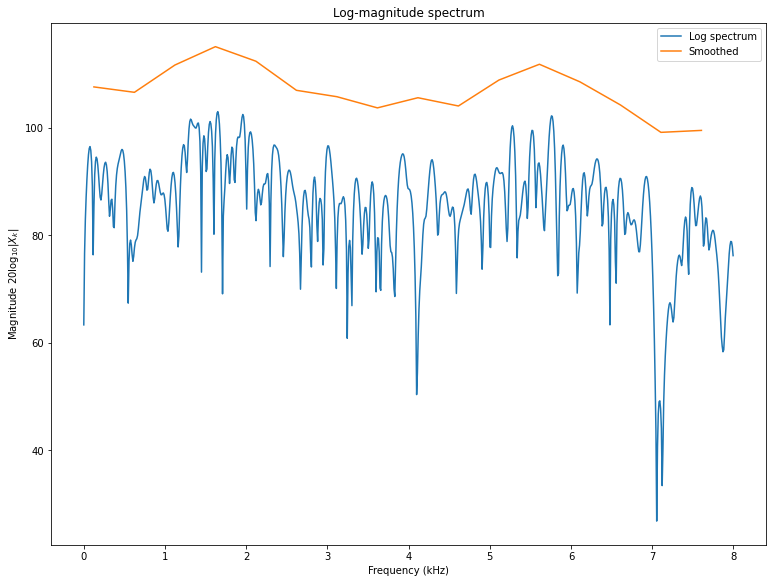 Log-magnitude spectrum
Log spectrum
Smoothed
Magnitude 20log₁₀|Xₖ|
100
80
60
40
0 1 2 3 4 5 6 7 8
Frequency (kHz)